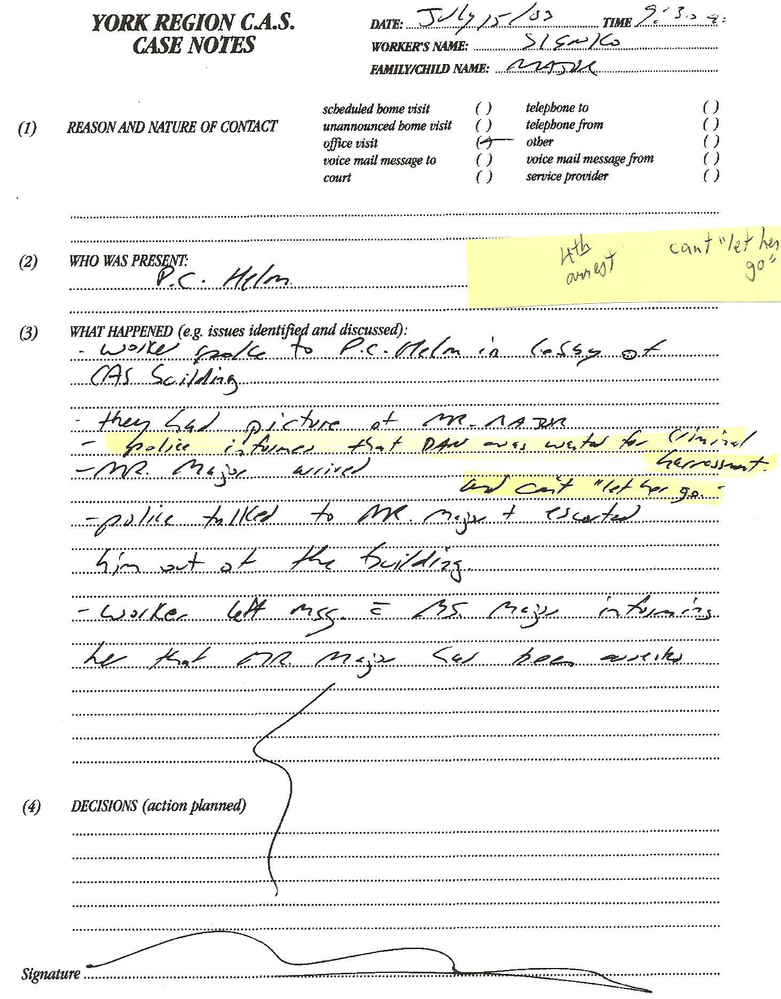 YORK REGION C.A.S.
CASE NOTES
DATE: July 15/03 TIME 9:30 a:
WORKER'S NAME: SIENKO
FAMILY/CHILD NAME: MAJOR
(1) REASON AND NATURE OF CONTACT
scheduled home visit ( ) telephone to ( )
unannounced home visit ( ) telephone from ( )
office visit ( ) other ( )
voice mail message to ( ) voice mail message from ( )
court ( ) service provider ( )
4th arrest
cant "let her go"
(2) WHO WAS PRESENT:
P.C. Helm
(3) WHAT HAPPENED (e.g. issues identified and discussed):
- worker spoke to P.C. Helm in lobby of
CAS building
- they had picture of MR. MAJOR
- police informed that DAN was wanted for criminal
harrassment.
- MR. Major arrived
and can't "let her go."
- police talked to MR. Major + escorted
him out of the building.
- worker left msg. c̄ MS. Major informing
her that MR. Major had been arrested
(4) DECISIONS (action planned)
Signature